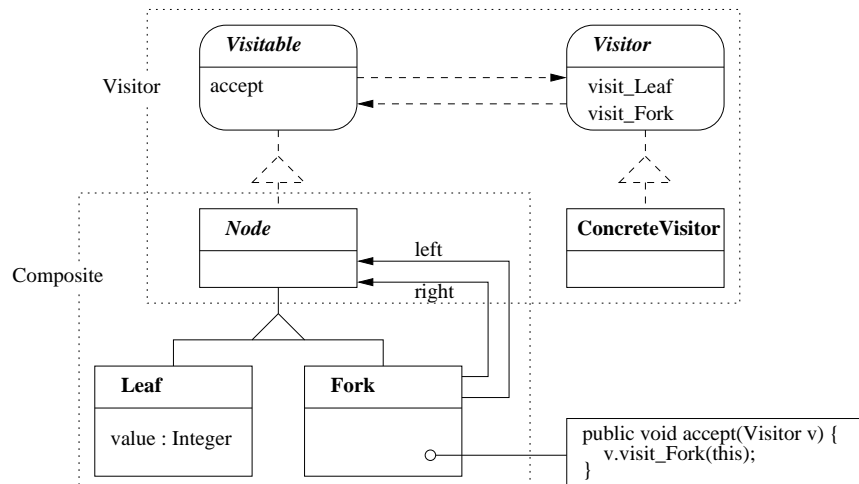 Visitable
Visitor
Visitor
accept
visit_Leaf
visit_Fork
Node
ConcreteVisitor
left
Composite
right
Leaf
Fork
value : Integer
public void accept(Visitor v) {
v.visit_Fork(this);
}